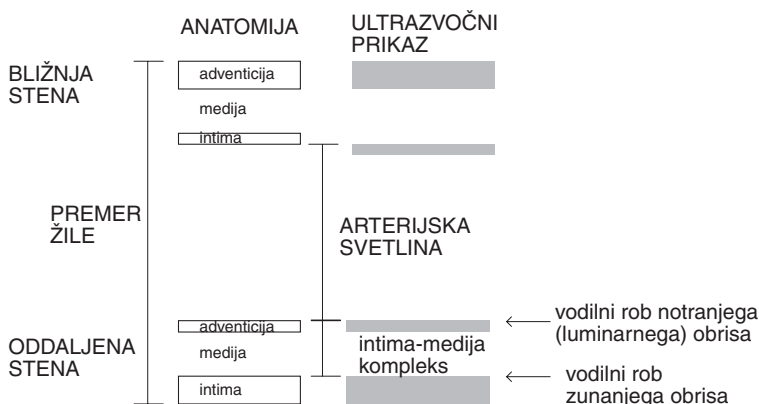 ANATOMIJA
ULTRAZVOČNI
PRIKAZ
BLIŽNJA
STENA
adventicija
medija
intima
PREMER
ŽILE
ARTERIJSKA
SVETLINA
adventicija
medija
intima
ODDALJENA
STENA
intima-medija
kompleks
vodilni rob notranjega
(luminarnega) obrisa
vodilni rob
zunanjega obrisa